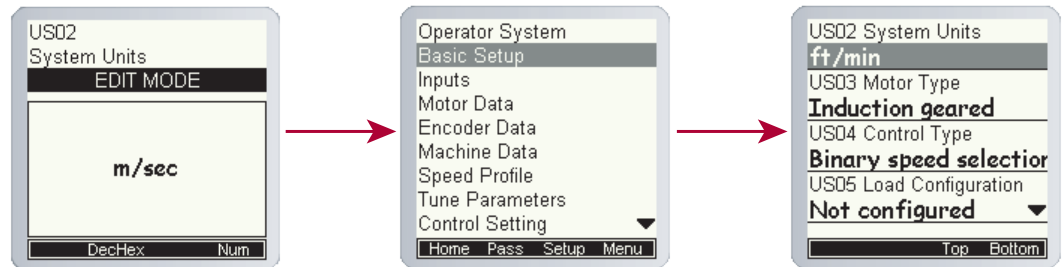 US02
System Units
EDIT MODE
m/sec
DecHex Num
Operator System
Basic Setup
Inputs
Motor Data
Encoder Data
Machine Data
Speed Profile
Tune Parameters
Control Setting
Home Pass Setup Menu
US02 System Units
ft/min
US03 Motor Type
Induction geared
US04 Control Type
Binary speed selection
US05 Load Configuration
Not configured
Top Bottom